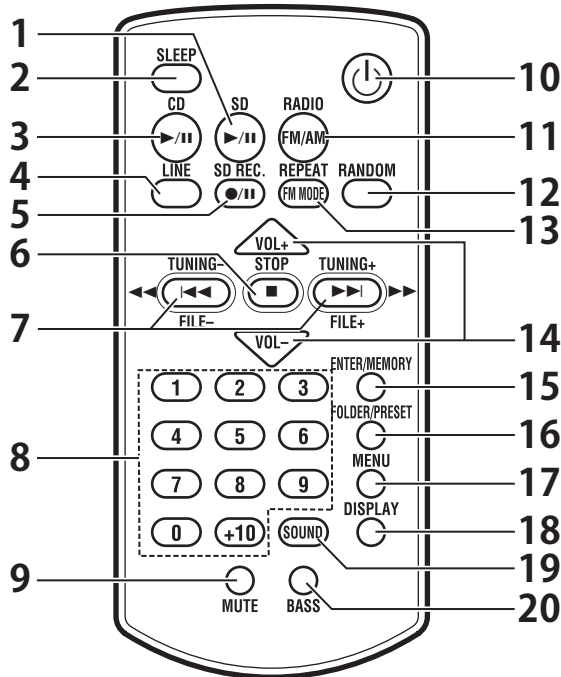 1
SLEEP
2
10
CD SD RADIO
3 ►/II ►/II FM/AM 11
4 LINE SD REC. REPEAT RANDOM
5 ●/II FM MODE 12
13
6 VOL+
TUNING– STOP TUNING+
◄◄ |◄◄ ■ ►►| ►►
7 FILE– FILE+
VOL– 14
ENTER/MEMORY
1 2 3 15
FOLDER/PRESET
8 4 5 6 16
MENU
7 8 9 17
DISPLAY
0 +10 SOUND 18
19
9 20
MUTE BASS